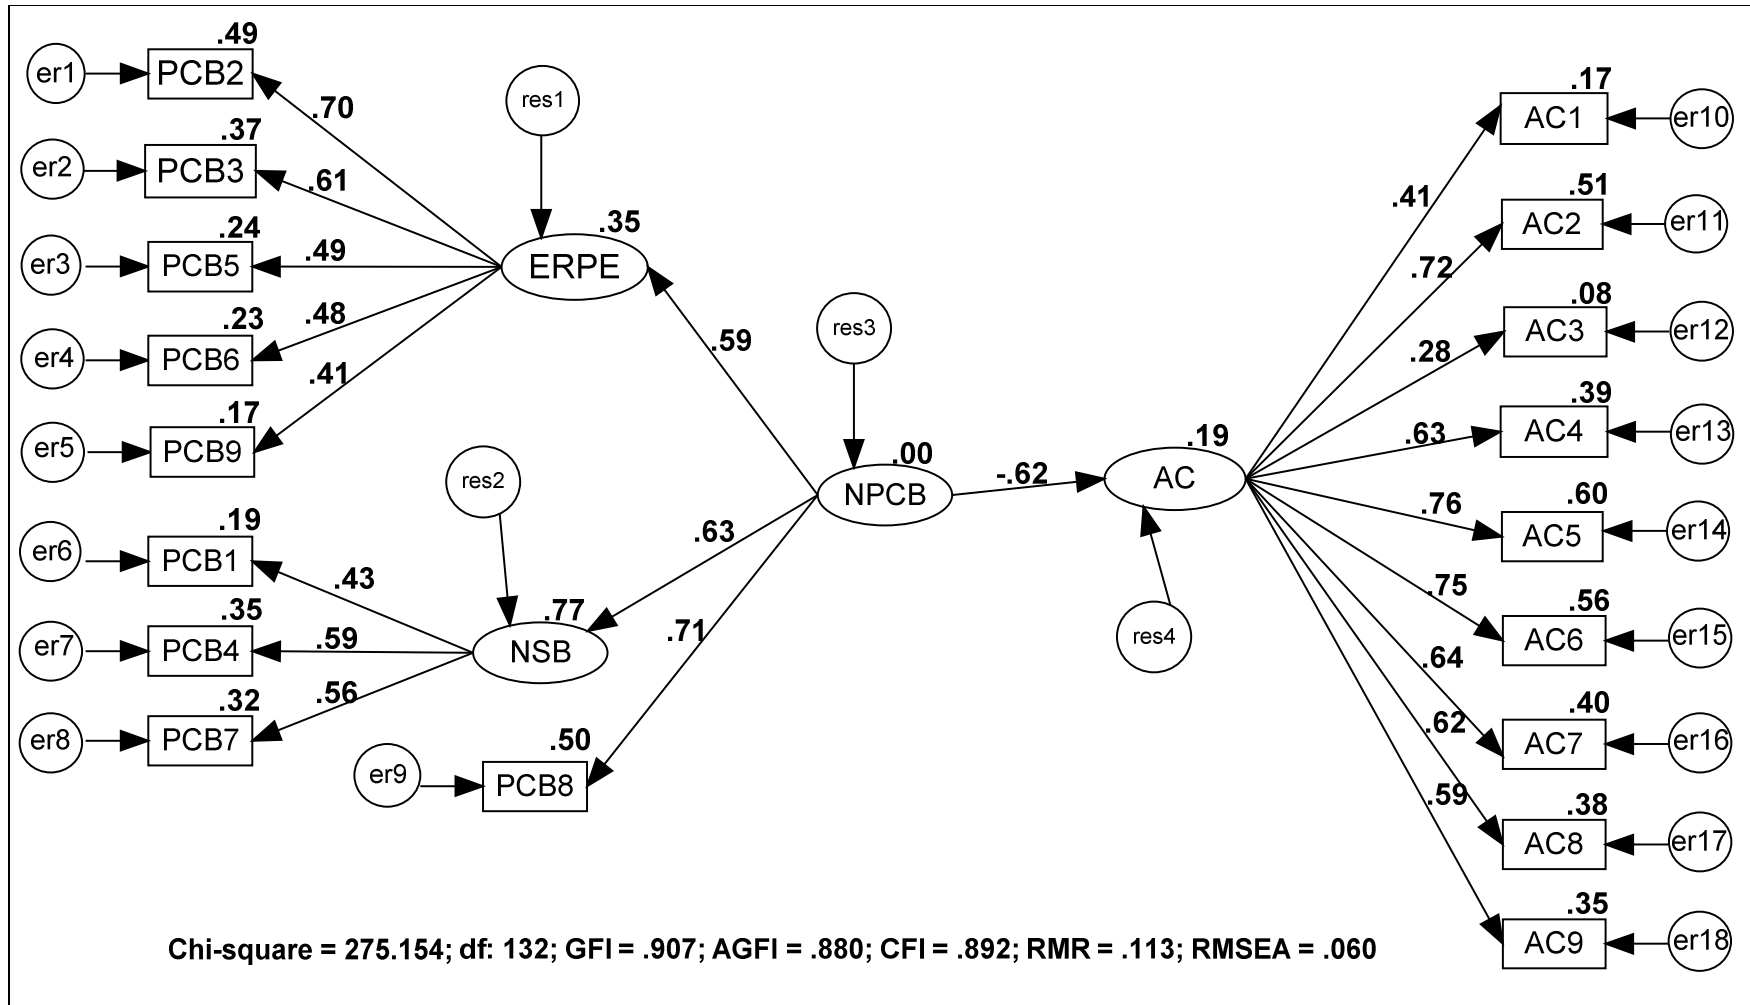 .49
er1
PCB2
.70
.37
er2
PCB3
.61
.24
er3
PCB5
.49
.23
er4
PCB6
.48
.17
er5
PCB9
.41
res1
.35
ERPE
.59
.19
er6
PCB1
.43
.35
er7
PCB4
.59
.32
er8
PCB7
.56
res2
.77
NSB
.63
.50
er9
PCB8
.71
res3
.00
NPCB
-.62
.19
AC
res4
.17
AC1
er10
.41
.51
AC2
er11
.72
.08
AC3
er12
.28
.39
AC4
er13
.63
.60
AC5
er14
.76
.56
AC6
er15
.75
.40
AC7
er16
.64
.38
AC8
er17
.62
.35
AC9
er18
.59
Chi-square = 275.154; df: 132; GFI = .907; AGFI = .880; CFI = .892; RMR = .113; RMSEA = .060